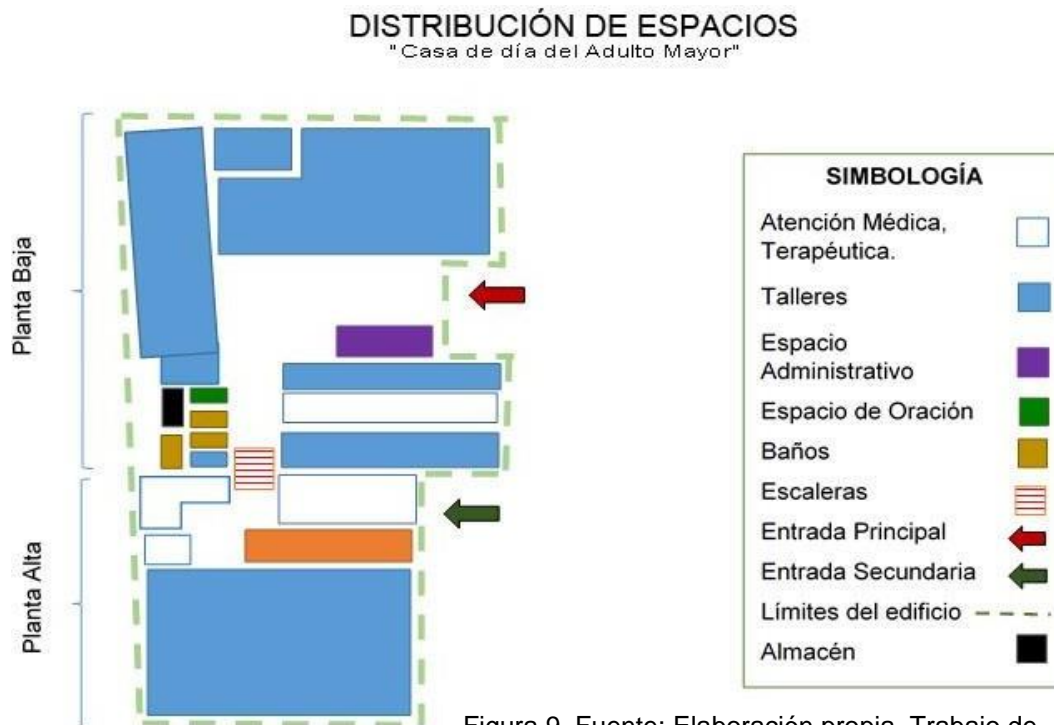 DISTRIBUCIÓN DE ESPACIOS
"Casa de día del Adulto Mayor"
Planta Baja
Planta Alta
SIMBOLOGÍA
Atención Médica,
Terapéutica.
Talleres
Espacio
Administrativo
Espacio de Oración
Baños
Escaleras
Entrada Principal
Entrada Secundaria
Límites del edificio
Almacén
Figura 9. Fuente: Elaboración propia. Trabajo de